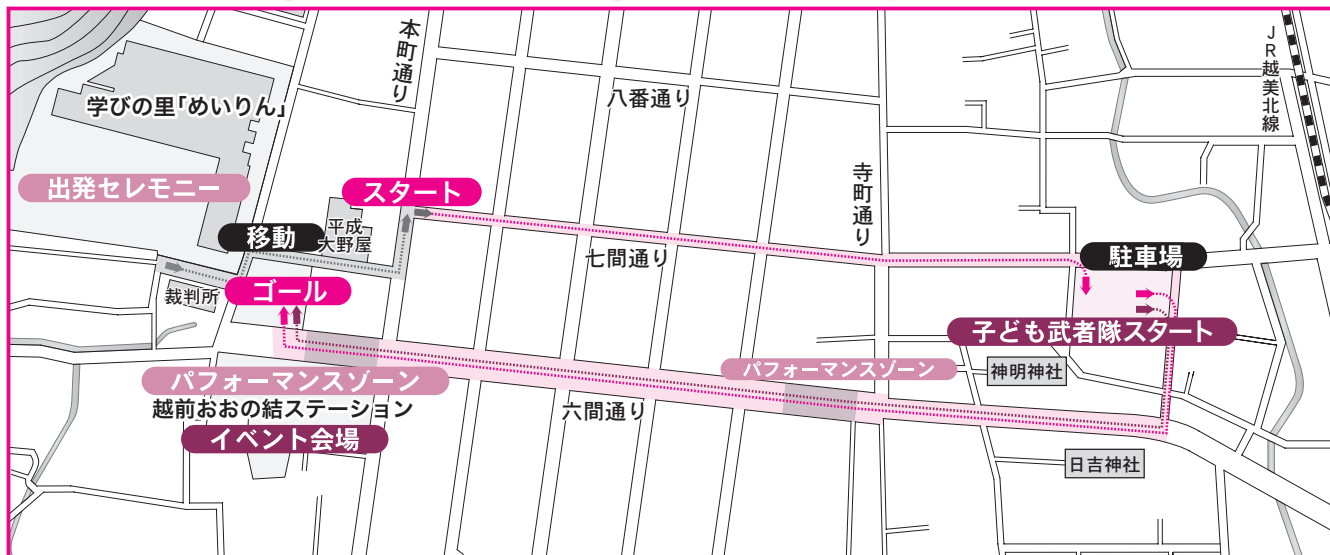 本町通り
JR越美北線
八番通り
学びの里「めいりん」
出発セレモニー
スタート
寺町通り
平成
大野屋
移動
七間通り
駐車場
裁判所
ゴール
子ども武者隊スタート
パフォーマンスゾーン
神明神社
パフォーマンスゾーン
越前おおの結ステーション
六間通り
イベント会場
日吉神社